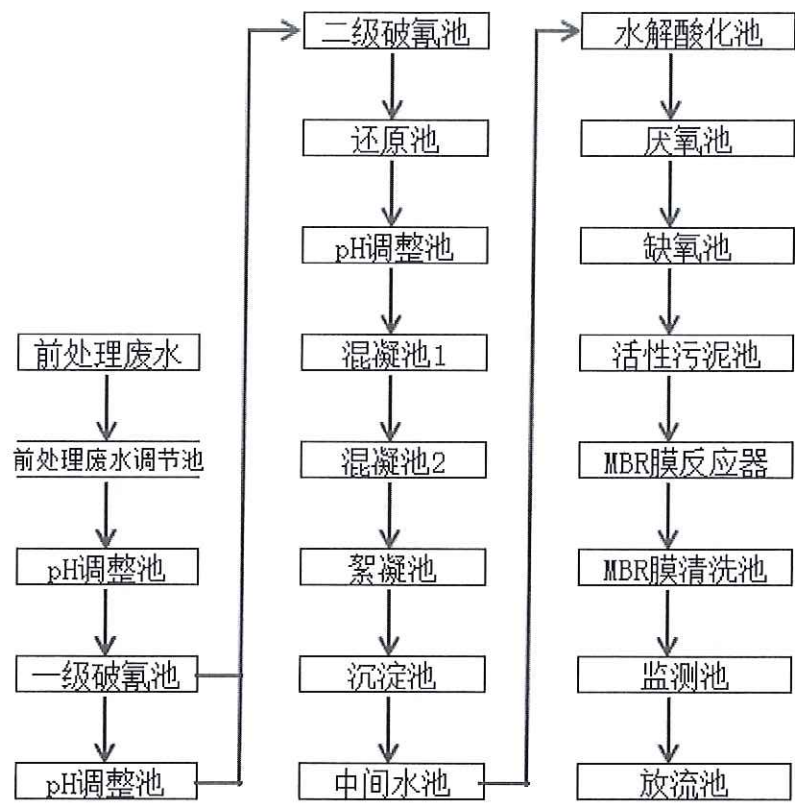 前处理废水
前处理废水调节池
pH调整池
一级破氰池
pH调整池
二级破氰池
还原池
pH调整池
混凝池1
混凝池2
絮凝池
沉淀池
中间水池
水解酸化池
厌氧池
缺氧池
活性污泥池
MBR膜反应器
MBR膜清洗池
监测池
放流池